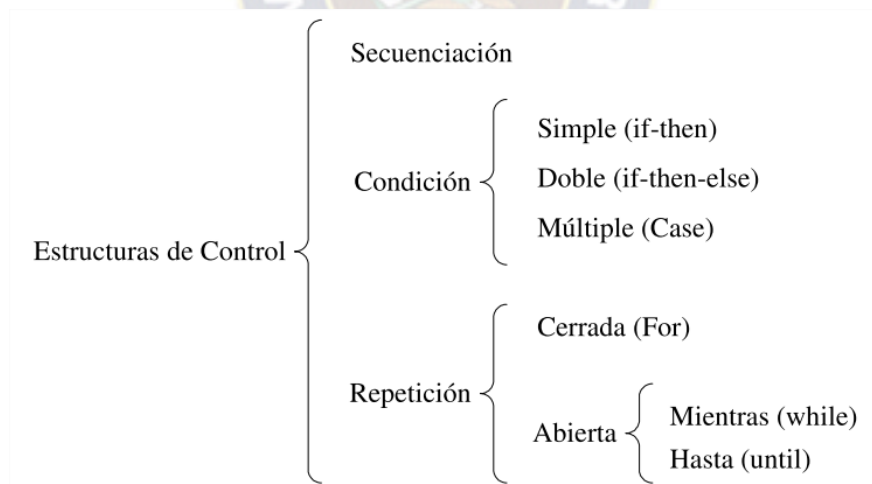 Secuenciación
Simple (if-then)
Condición
Doble (if-then-else)
Múltiple (Case)
Estructuras de Control
Cerrada (For)
Repetición
Abierta
Mientras (while)
Hasta (until)